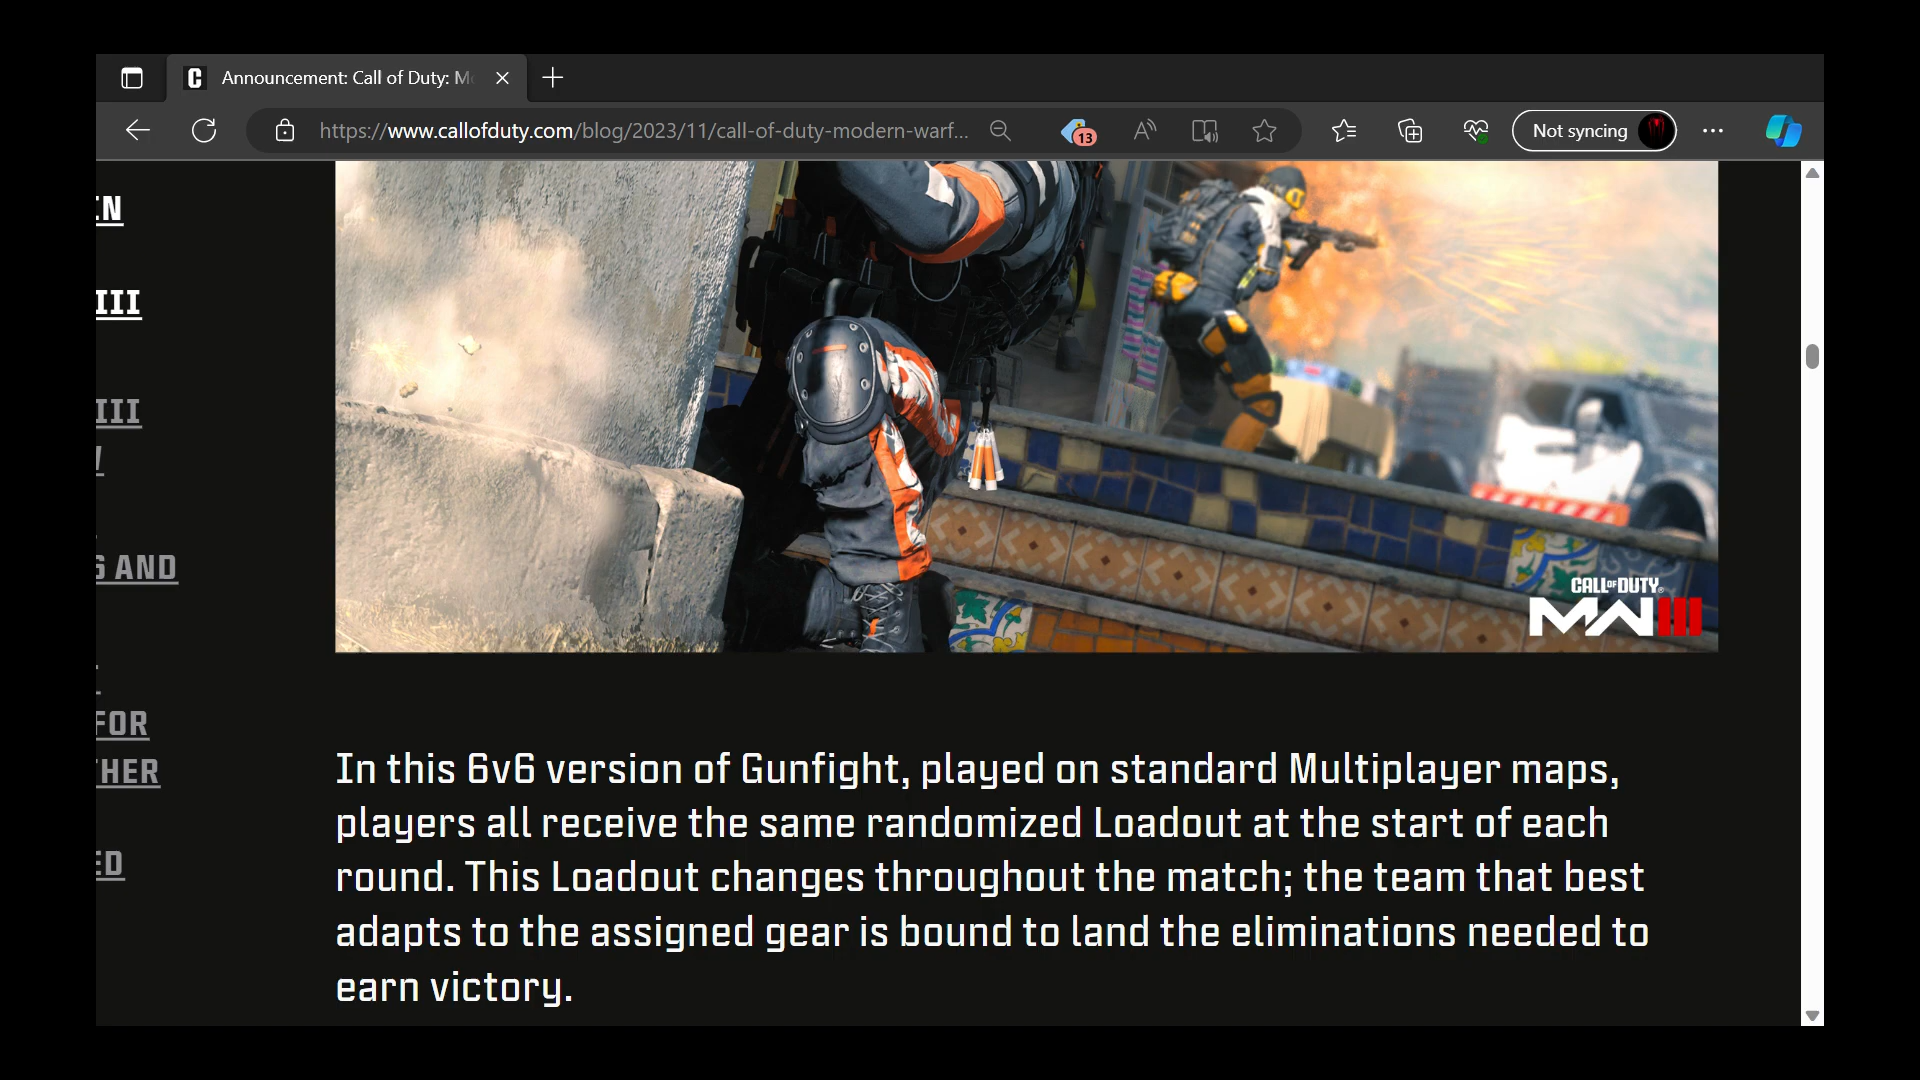 Announcement: Call of Duty: M
https://www.callofduty.com/blog/2023/11/call-of-duty-modern-warf...
13
Not syncing
IN
III
III
S AND
FOR
THER
ED
CALL OF DUTY®
MWIII
In this 6v6 version of Gunfight, played on standard Multiplayer maps,
players all receive the same randomized Loadout at the start of each
round. This Loadout changes throughout the match; the team that best
adapts to the assigned gear is bound to land the eliminations needed to
earn victory.